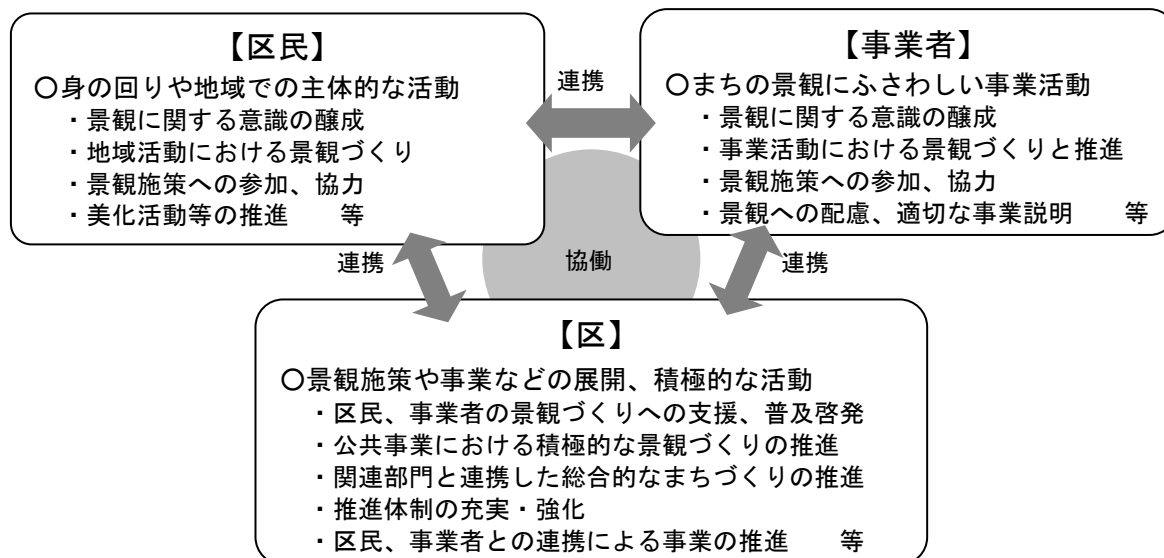 【区民】
〇身の回りや地域での主体的な活動
・景観に関する意識の醸成
・地域活動における景観づくり
・景観施策への参加、協力
・美化活動等の推進　　等
連携
【事業者】
〇まちの景観にふさわしい事業活動
・景観に関する意識の醸成
・事業活動における景観づくりと推進
・景観施策への参加、協力
・景観への配慮、適切な事業説明　　等
連携
協働
連携
【区】
〇景観施策や事業などの展開、積極的な活動
・区民、事業者の景観づくりへの支援、普及啓発
・公共事業における積極的な景観づくりの推進
・関連部門と連携した総合的なまちづくりの推進
・推進体制の充実・強化
・区民、事業者との連携による事業の推進　　等